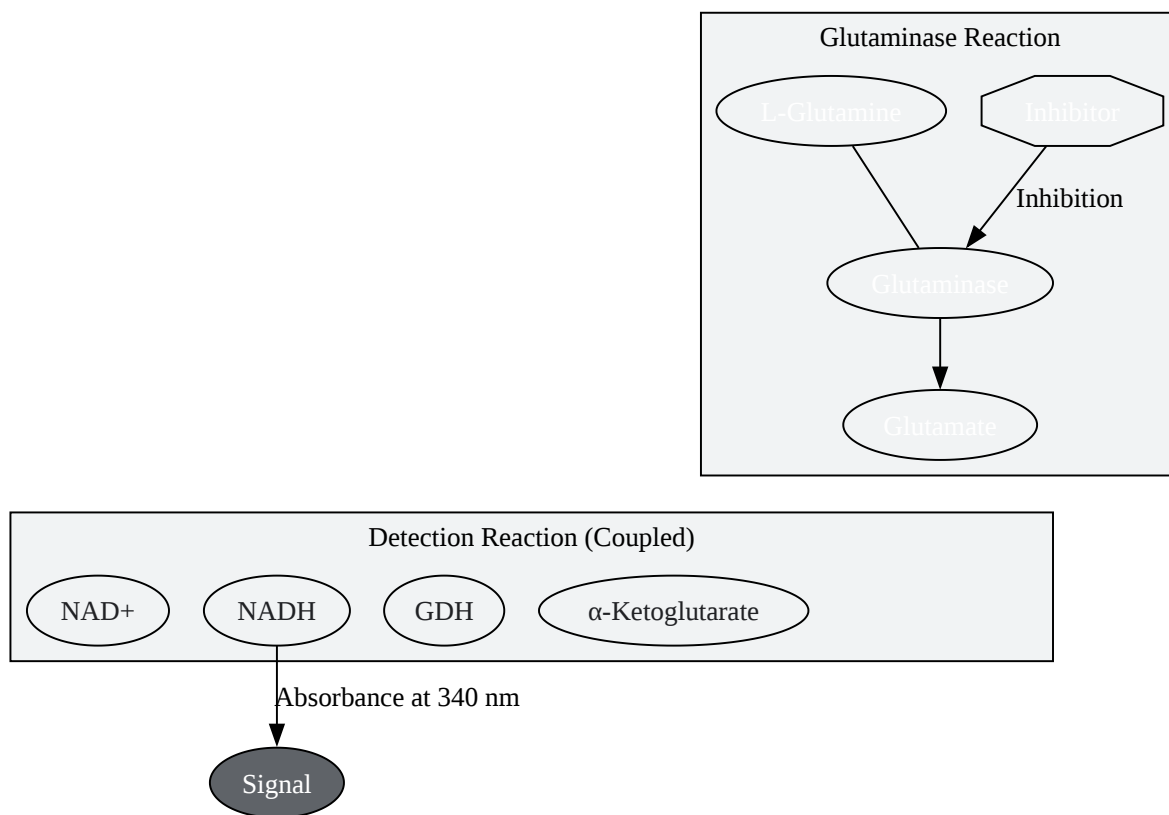 Glutaminase Reaction
L-Glutamine
Inhibitor
Inhibition
Glutaminase
Glutamate
Detection Reaction (Coupled)
NAD+
NADH
GDH
α-Ketoglutarate
Absorbance at 340 nm
Signal